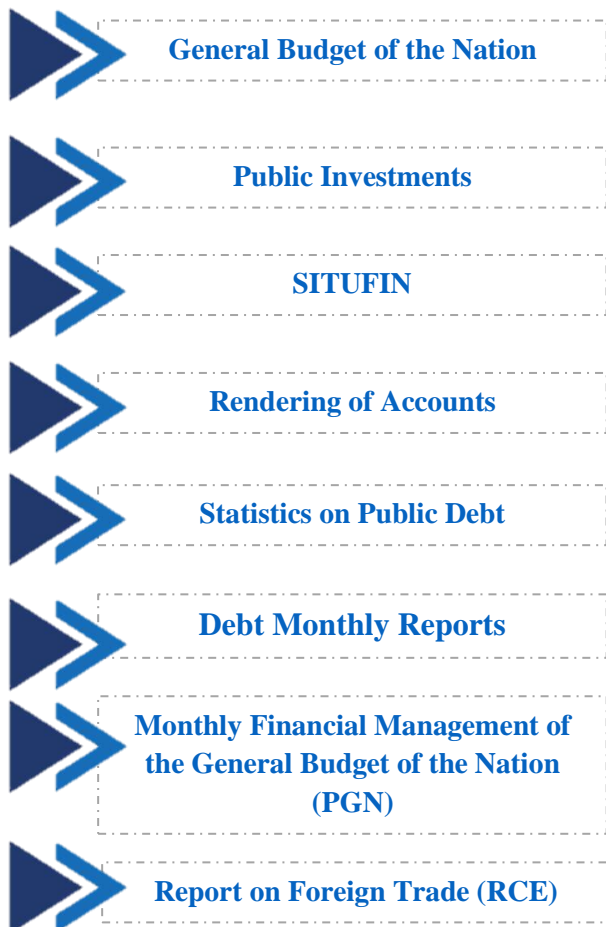 General Budget of the Nation
Public Investments
SITUFIN
Rendering of Accounts
Statistics on Public Debt
Debt Monthly Reports
Monthly Financial Management of
the General Budget of the Nation
(PGN)
Report on Foreign Trade (RCE)